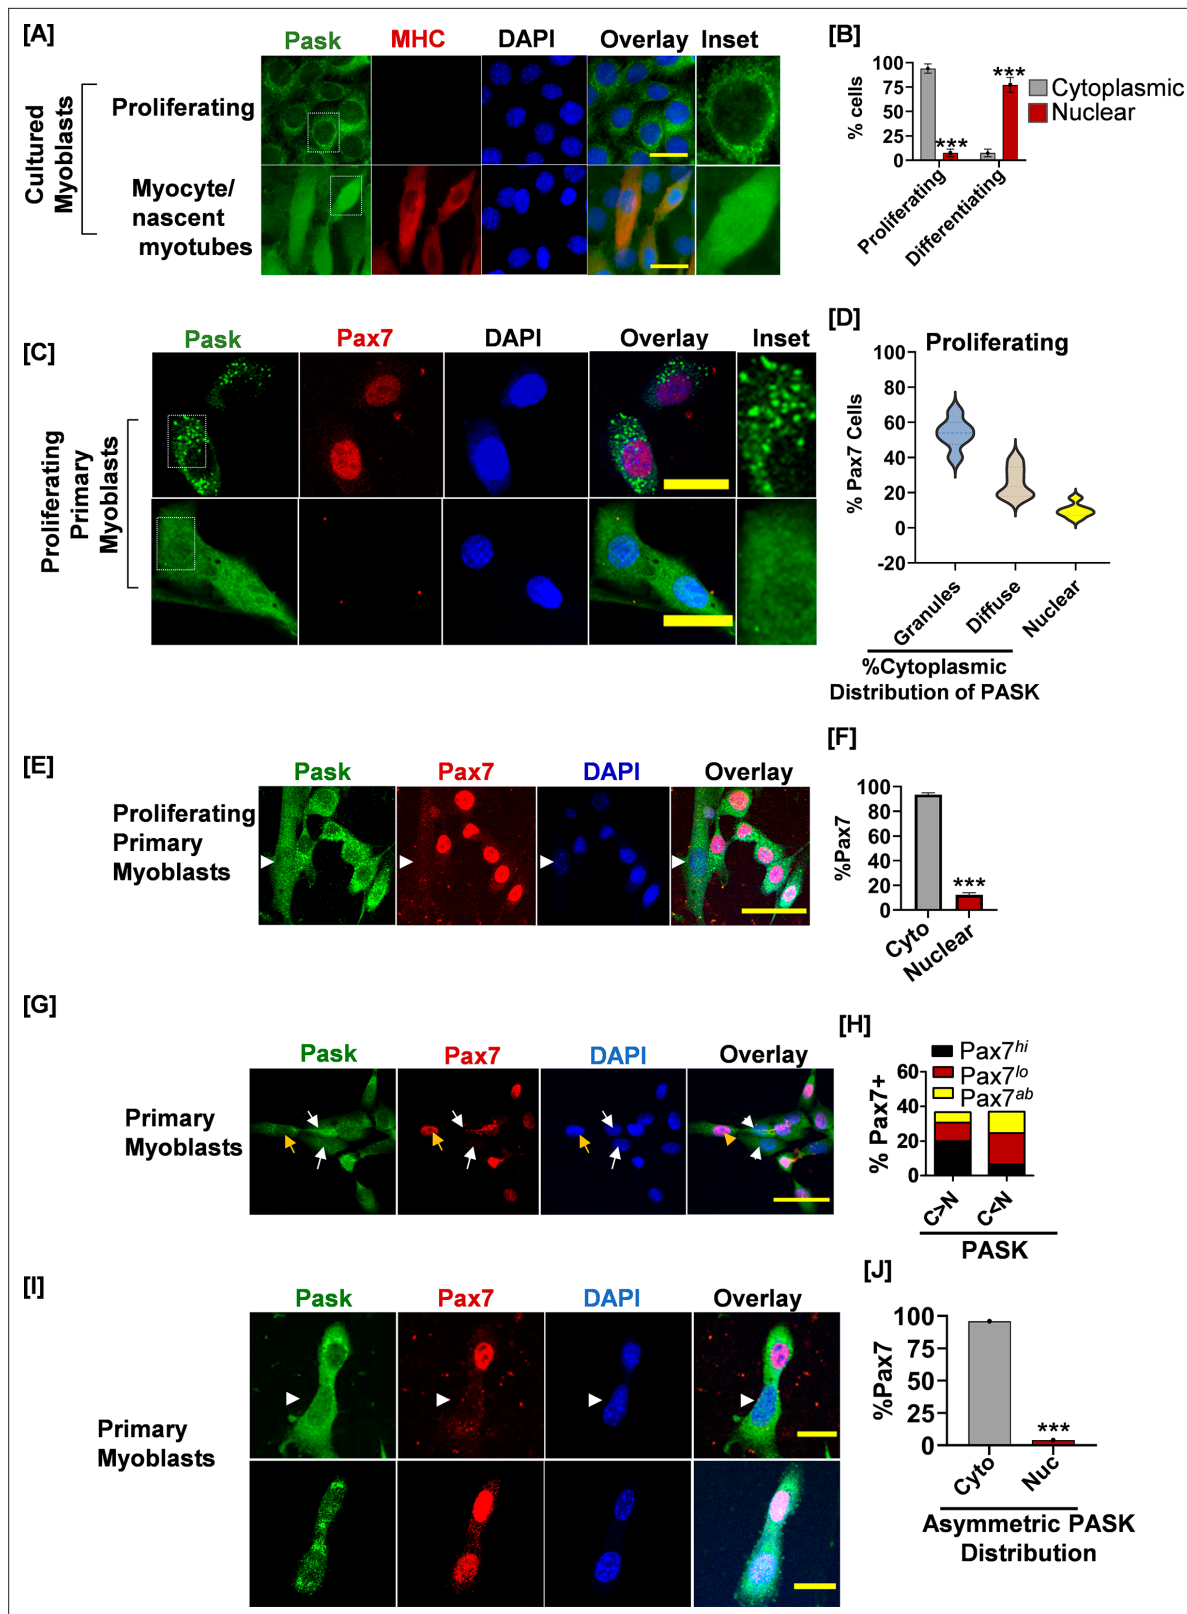 [A]
Pask MHC DAPI Overlay Inset
Cultured
Myoblasts
Proliferating
Myocyte/
nascent
myotubes
[B]
% cells
100
75
50
25
0
***
***
Cytoplasmic
Nuclear
Proliferating
Differentiating
[C]
Pask Pax7 DAPI Overlay Inset
Proliferating
Primary
Myoblasts
[D]
Proliferating
% Pax7 Cells
100
80
60
40
20
0
-20
Granules
Diffuse
Nuclear
%Cytoplasmic
Distribution of PASK
[E]
Pask Pax7 DAPI Overlay
Proliferating
Primary
Myoblasts
[F]
%Pax7
100
80
60
40
20
0
***
Cyto
Nuclear
[G]
Pask Pax7 DAPI Overlay
Primary
Myoblasts
[H]
Pax7hi
Pax7lo
Pax7ab
% Pax7+
60
40
20
0
C>N
C<N
PASK
[I]
Pask Pax7 DAPI Overlay
Primary
Myoblasts
[J]
%Pax7
100
75
50
25
0
***
Cyto
Nuc
Asymmetric PASK
Distribution